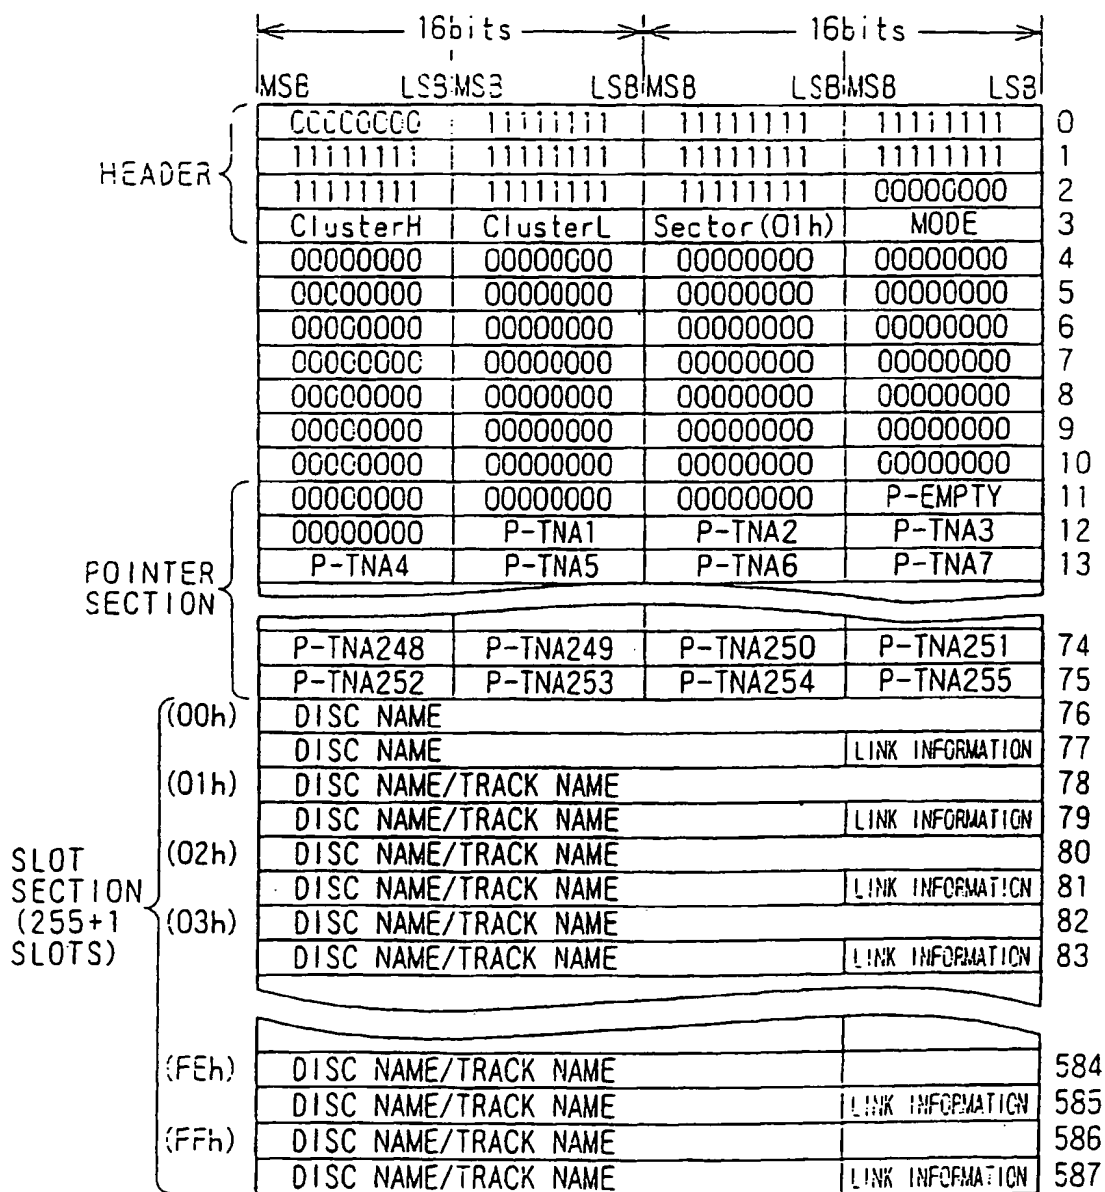 16bits 16bits
MSB LSB MSB LSB MSB LSB MSB LSB
HEADER
00000000 11111111 11111111 11111111 0
11111111 11111111 11111111 11111111 1
11111111 11111111 11111111 00000000 2
ClusterH ClusterL Sector(01h) MODE 3
00000000 00000000 00000000 00000000 4
00000000 00000000 00000000 00000000 5
00000000 00000000 00000000 00000000 6
00000000 00000000 00000000 00000000 7
00000000 00000000 00000000 00000000 8
00000000 00000000 00000000 00000000 9
00000000 00000000 00000000 00000000 10
POINTER
SECTION
00000000 00000000 00000000 P-EMPTY 11
00000000 P-TNA1 P-TNA2 P-TNA3 12
P-TNA4 P-TNA5 P-TNA6 P-TNA7 13
P-TNA248 P-TNA249 P-TNA250 P-TNA251 74
P-TNA252 P-TNA253 P-TNA254 P-TNA255 75
SLOT
SECTION
(255+1
SLOTS)
(00h) DISC NAME 76
DISC NAME LINK INFORMATION 77
(01h) DISC NAME/TRACK NAME 78
DISC NAME/TRACK NAME LINK INFORMATION 79
(02h) DISC NAME/TRACK NAME 80
DISC NAME/TRACK NAME LINK INFORMATION 81
(03h) DISC NAME/TRACK NAME 82
DISC NAME/TRACK NAME LINK INFORMATION 83
(FEh) DISC NAME/TRACK NAME 584
DISC NAME/TRACK NAME LINK INFORMATION 585
(FFh) DISC NAME/TRACK NAME 586
DISC NAME/TRACK NAME LINK INFORMATION 587